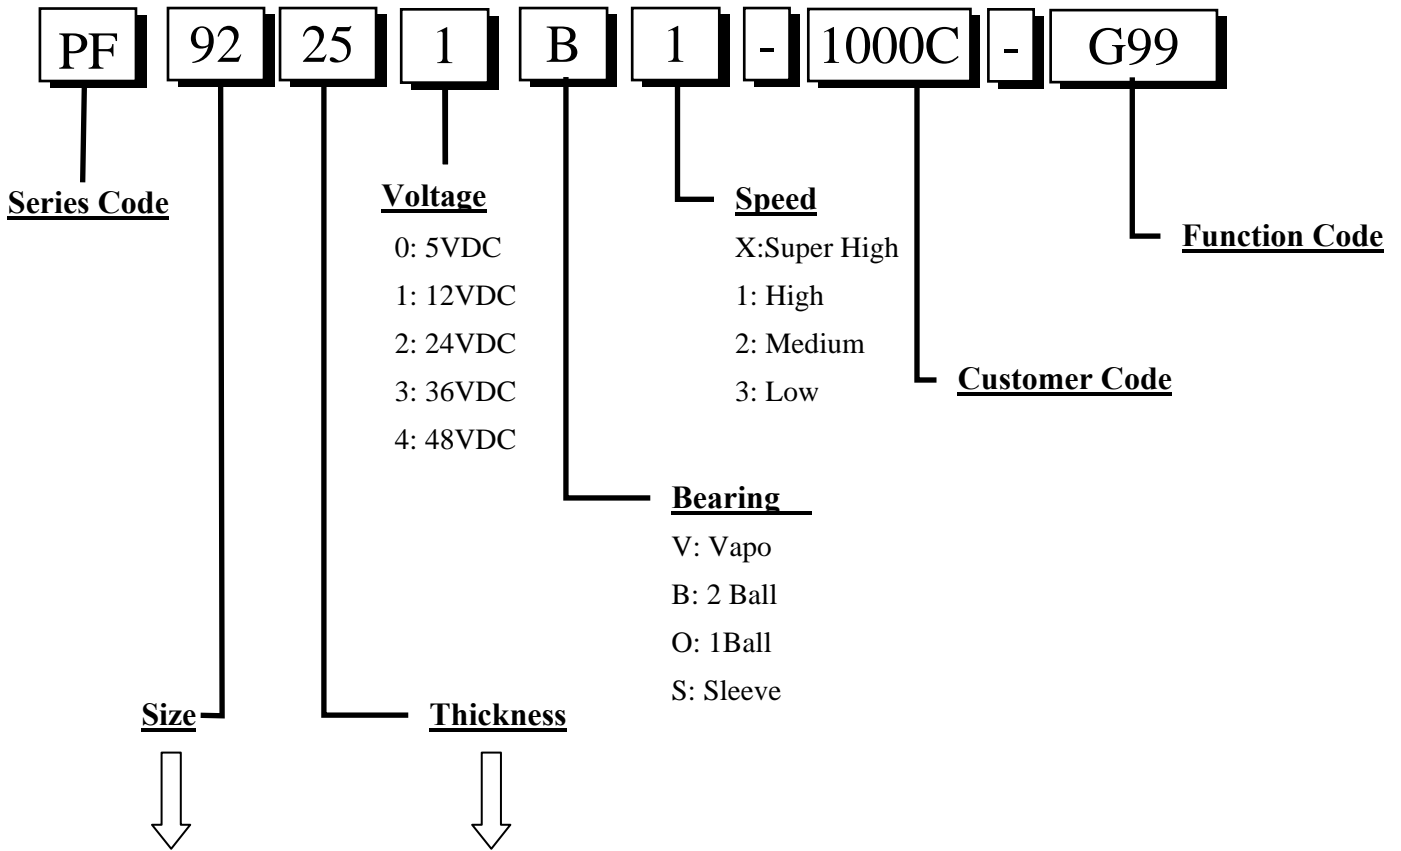 PF 92 25 1 B 1 - 1000C - G99
Series Code
Voltage
0: 5VDC
1: 12VDC
2: 24VDC
3: 36VDC
4: 48VDC
Speed
X:Super High
1: High
2: Medium
3: Low
Function Code
Customer Code
Bearing
V: Vapo
B: 2 Ball
O: 1Ball
S: Sleeve
Size
Thickness